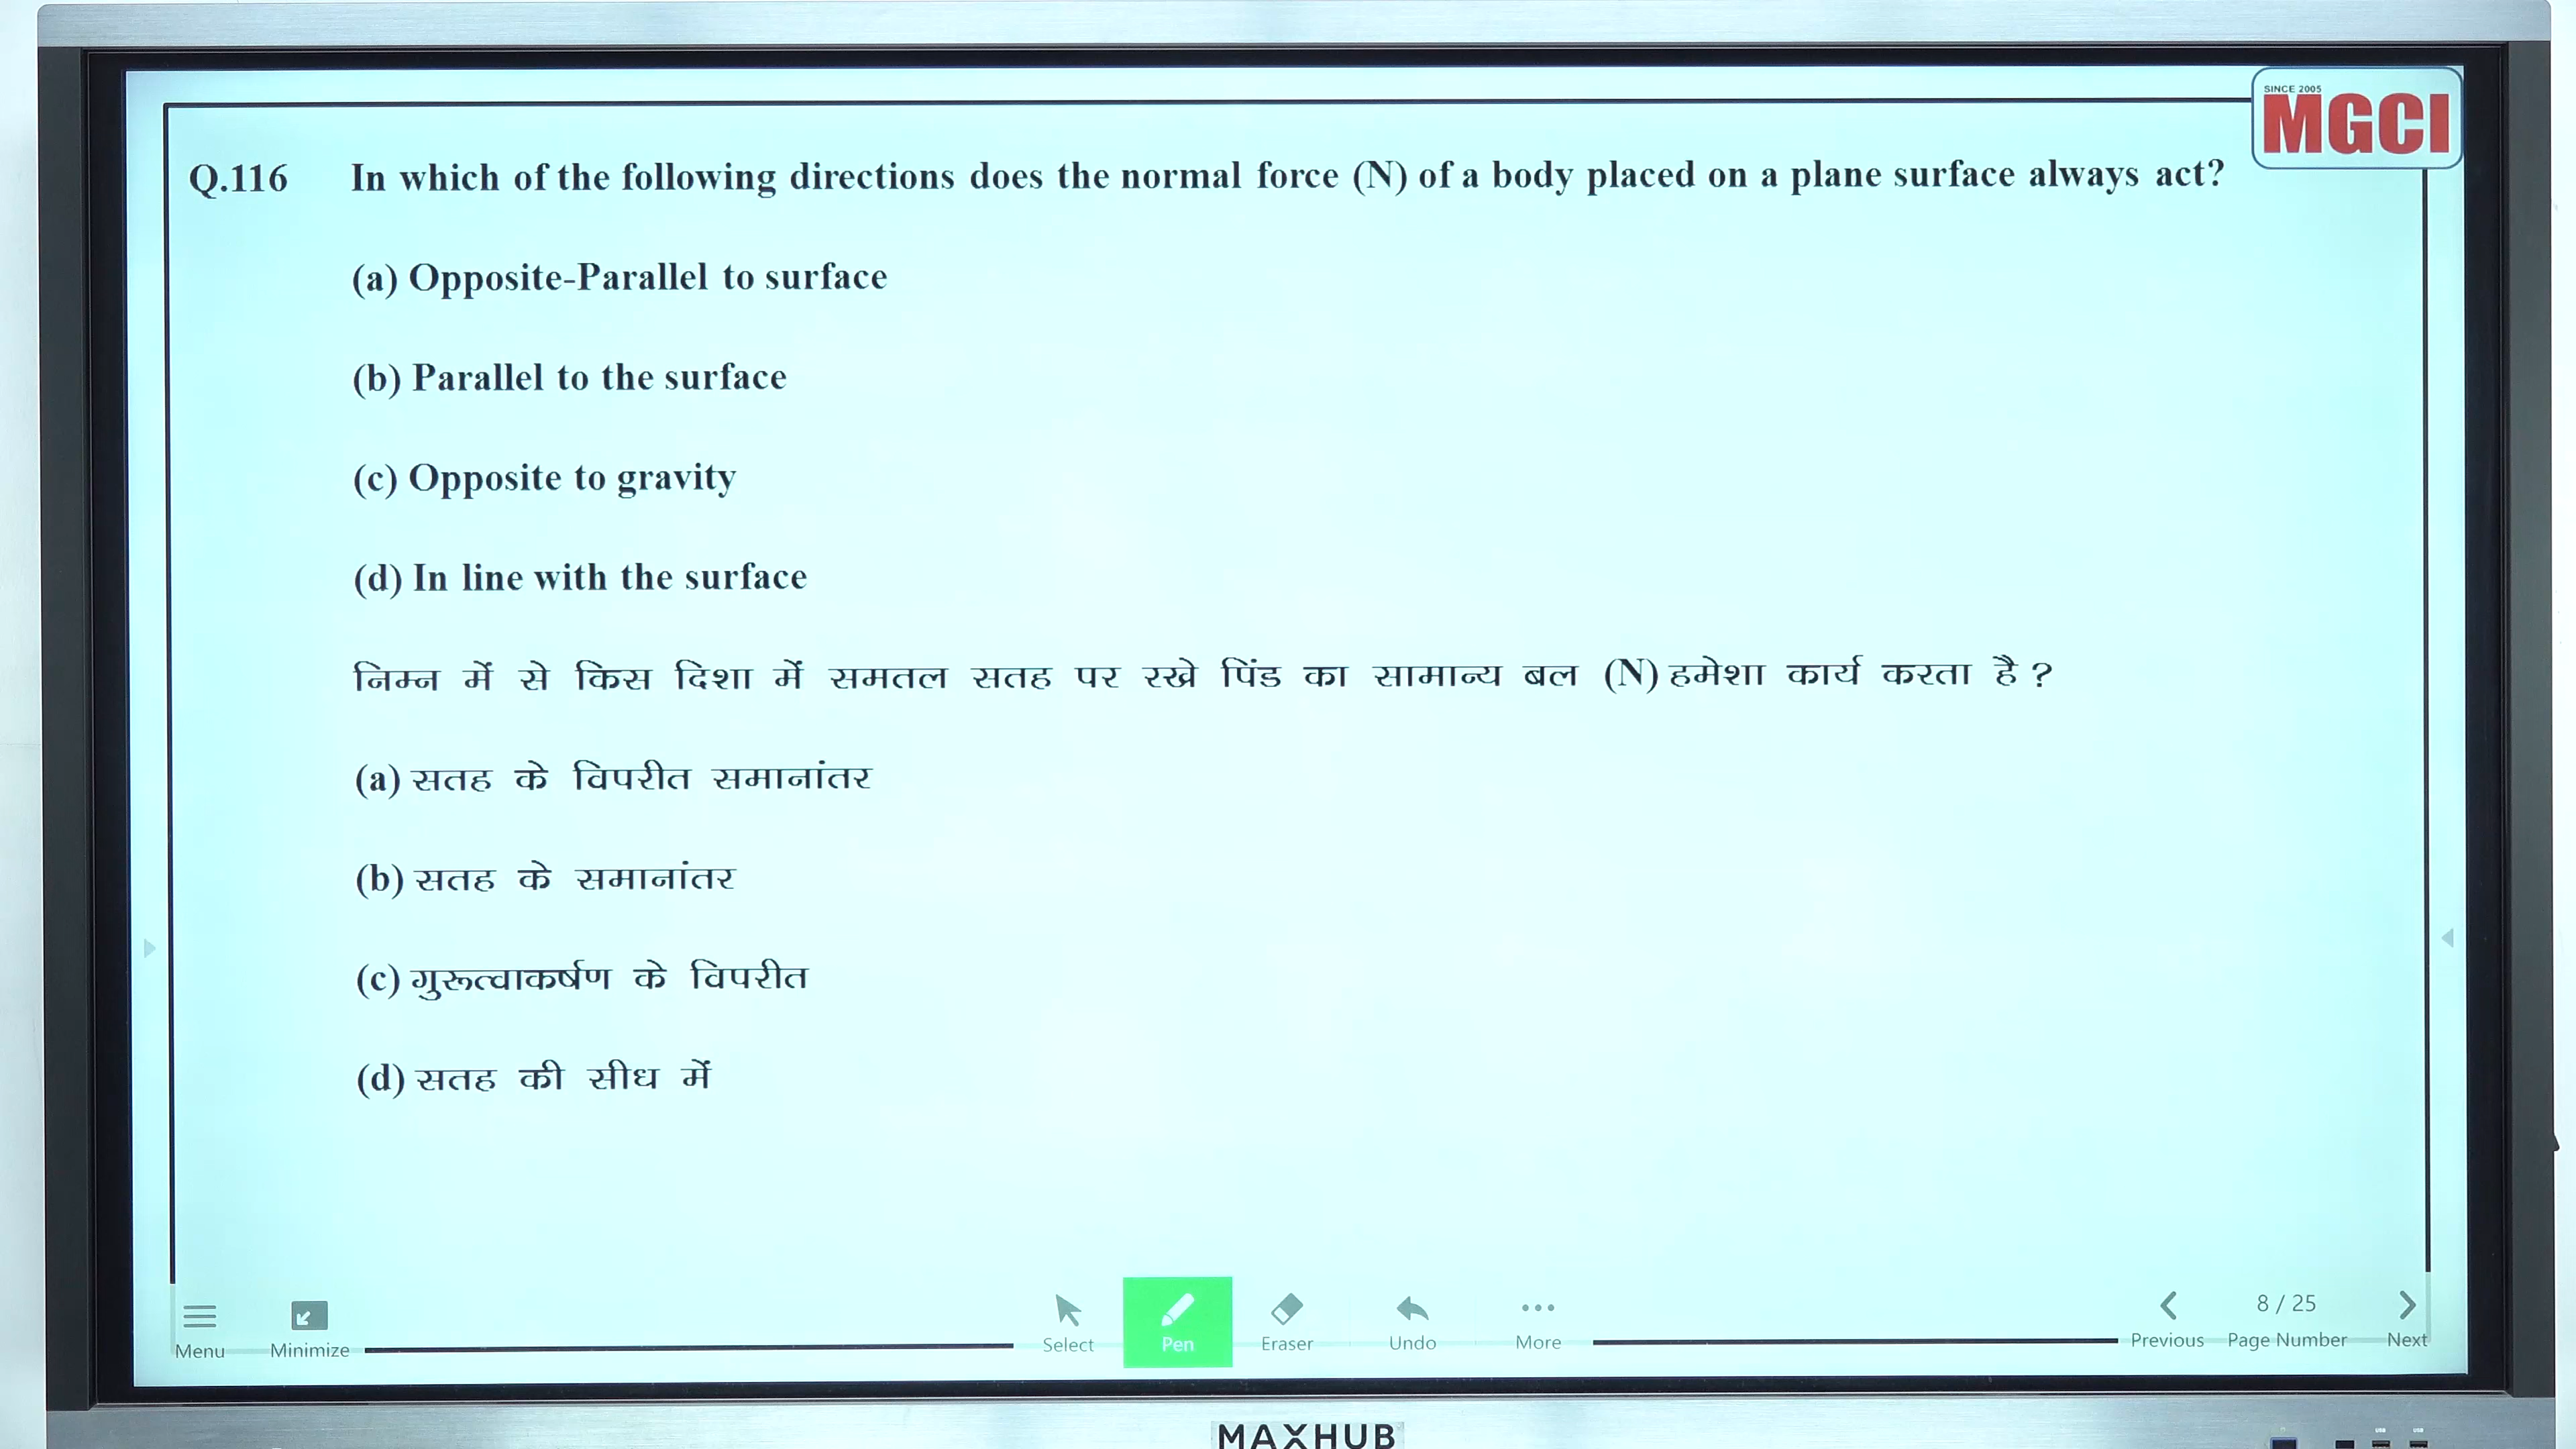 SINCE 2005
MGCI
Q.116 In which of the following directions does the normal force (N) of a body placed on a plane surface always act?
(a) Opposite-Parallel to surface
(b) Parallel to the surface
(c) Opposite to gravity
(d) In line with the surface
निम्न में से किस दिशा में समतल सतह पर रखे पिंड का सामान्य बल (N) हमेशा कार्य करता है ?
(a) सतह के विपरीत समानांतर
(b) सतह के समानांतर
(c) गुरूत्वाकर्षण के विपरीत
(d) सतह की सीध में
Menu Minimize Select Pen Eraser Undo More Previous 8 / 25 Page Number Next
MAXHUB
USB USB